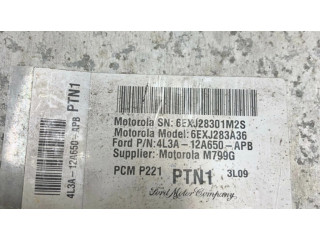 PTN1
4L3A-12A650-APB
Motorola SN: 6EXJ28301M2S
Motorola Model: 6EXJ283A36
Ford P/N: 4L3A-12A650-APB
Supplier: Motorola M799G
PCM P221 PTN1 3L09
Ford Motor Company